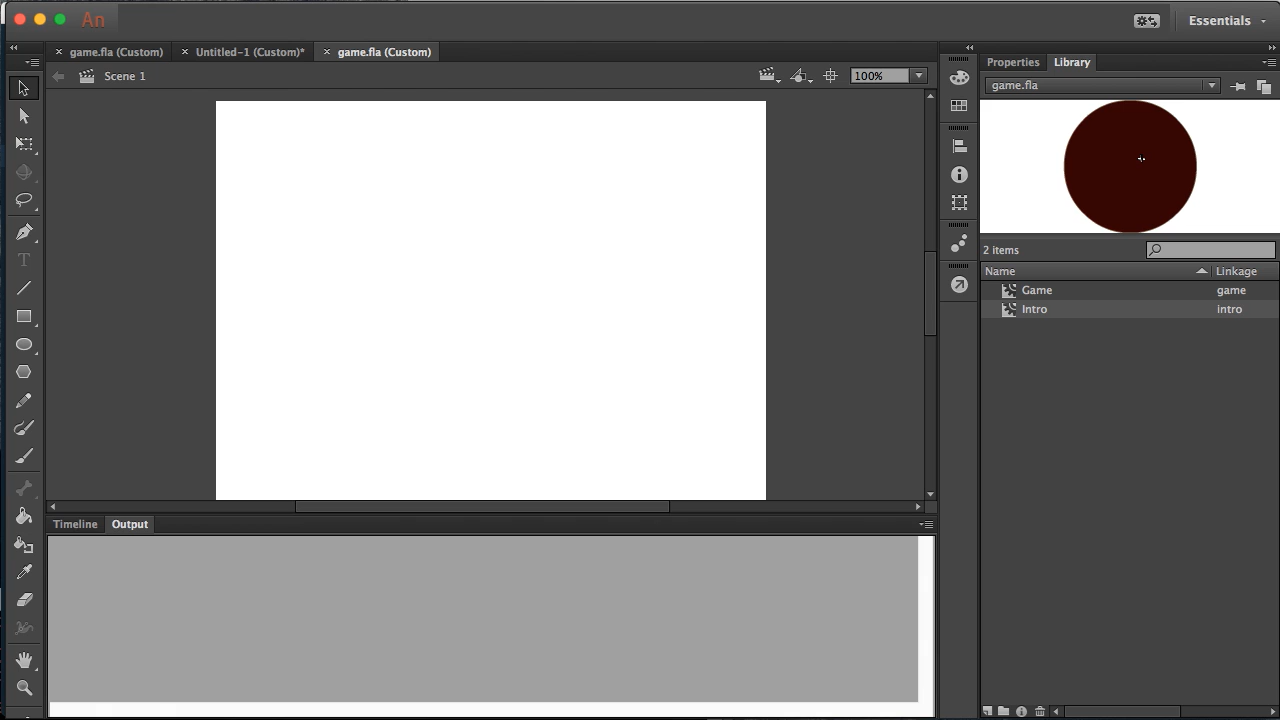 An
Essentials
game.fla (Custom)
Untitled-1 (Custom)*
game.fla (Custom)
Properties
Library
Scene 1
100%
game.fla
2 items
Name
Linkage
Game
game
Intro
intro
Timeline
Output